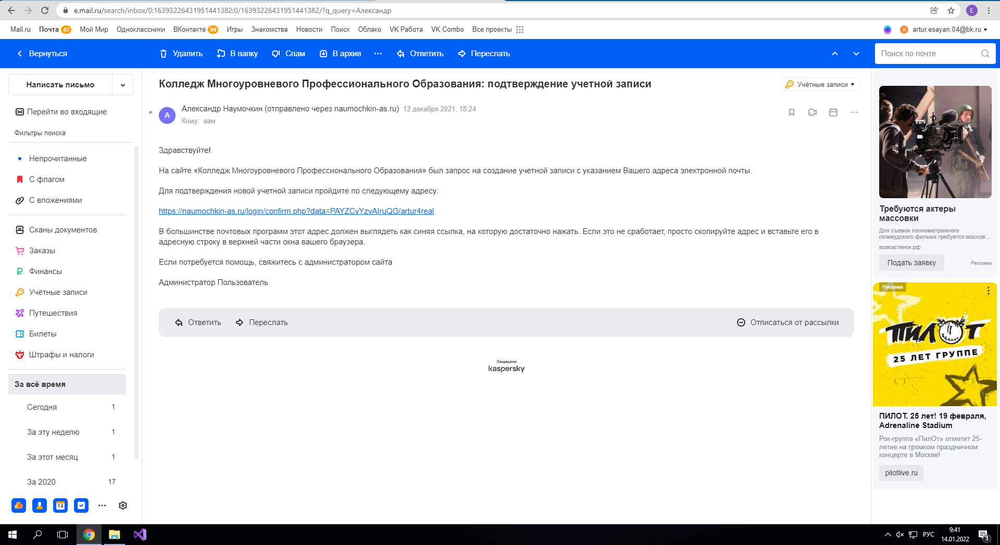 e.mail.ru/search/inbox/0:16393226431951441382:0/16393226431951441382/?q_query=Александр
E
Mail.ru Почта 47 Мой Мир Одноклассники ВКонтакте 94 Игры Знакомства Новости Поиск Облако VK Работа VK Combo Все проекты
A artur.esayan.04@bk.ru
Вернуться
Удалить В папку Спам В архив Ответить Переслать
Поиск по почте
Написать письмо
Перейти во входящие
Фильтры поиска
Непрочитанные
С флагом
С вложениями
Сканы документов
Заказы
Финансы
Учётные записи
Путешествия
Билеты
Штрафы и налоги
За всё время
Сегодня 1
За эту неделю 1
За этот месяц 1
За 2020 17
14
Колледж Многоуровневого Профессионального Образования: подтверждение учетной записи
Учётные записи
А
Александр Наумочкин (отправлено через naumochkin-as.ru) 12 декабря 2021, 18:24
Кому: вам
Здравствуйте!
На сайте «Колледж Многоуровневого Профессионального Образования» был запрос на создание учетной записи с указанием Вашего адреса электронной почты.
Для подтверждения новой учетной записи пройдите по следующему адресу:
https://naumochkin-as.ru/login/confirm.php?data=PAYZCvYzvAIruQG/artur4real
В большинстве почтовых программ этот адрес должен выглядеть как синяя ссылка, на которую достаточно нажать. Если это не сработает, просто скопируйте адрес и вставьте его в
адресную строку в верхней части окна вашего браузера.
Если потребуется помощь, свяжитесь с администратором сайта
Администратор Пользователь
Ответить Переслать Отписаться от рассылки
Защищено
kaspersky
Требуются актеры
массовки
Для съемок полнометражного
голивудского фильма требуется массов...
всекастинги.рф
Подать заявку Реклама
Реклама
ПИЛОТ
25 ЛЕТ ГРУППЕ
ПИЛОТ. 25 лет! 19 февраля,
Adrenaline Stadium
Рок-группа «ПилОт» отметит 25-
летие на громком праздничном
концерте в Москве!
pilotlive.ru
РУС
9:41
14.01.2022
3